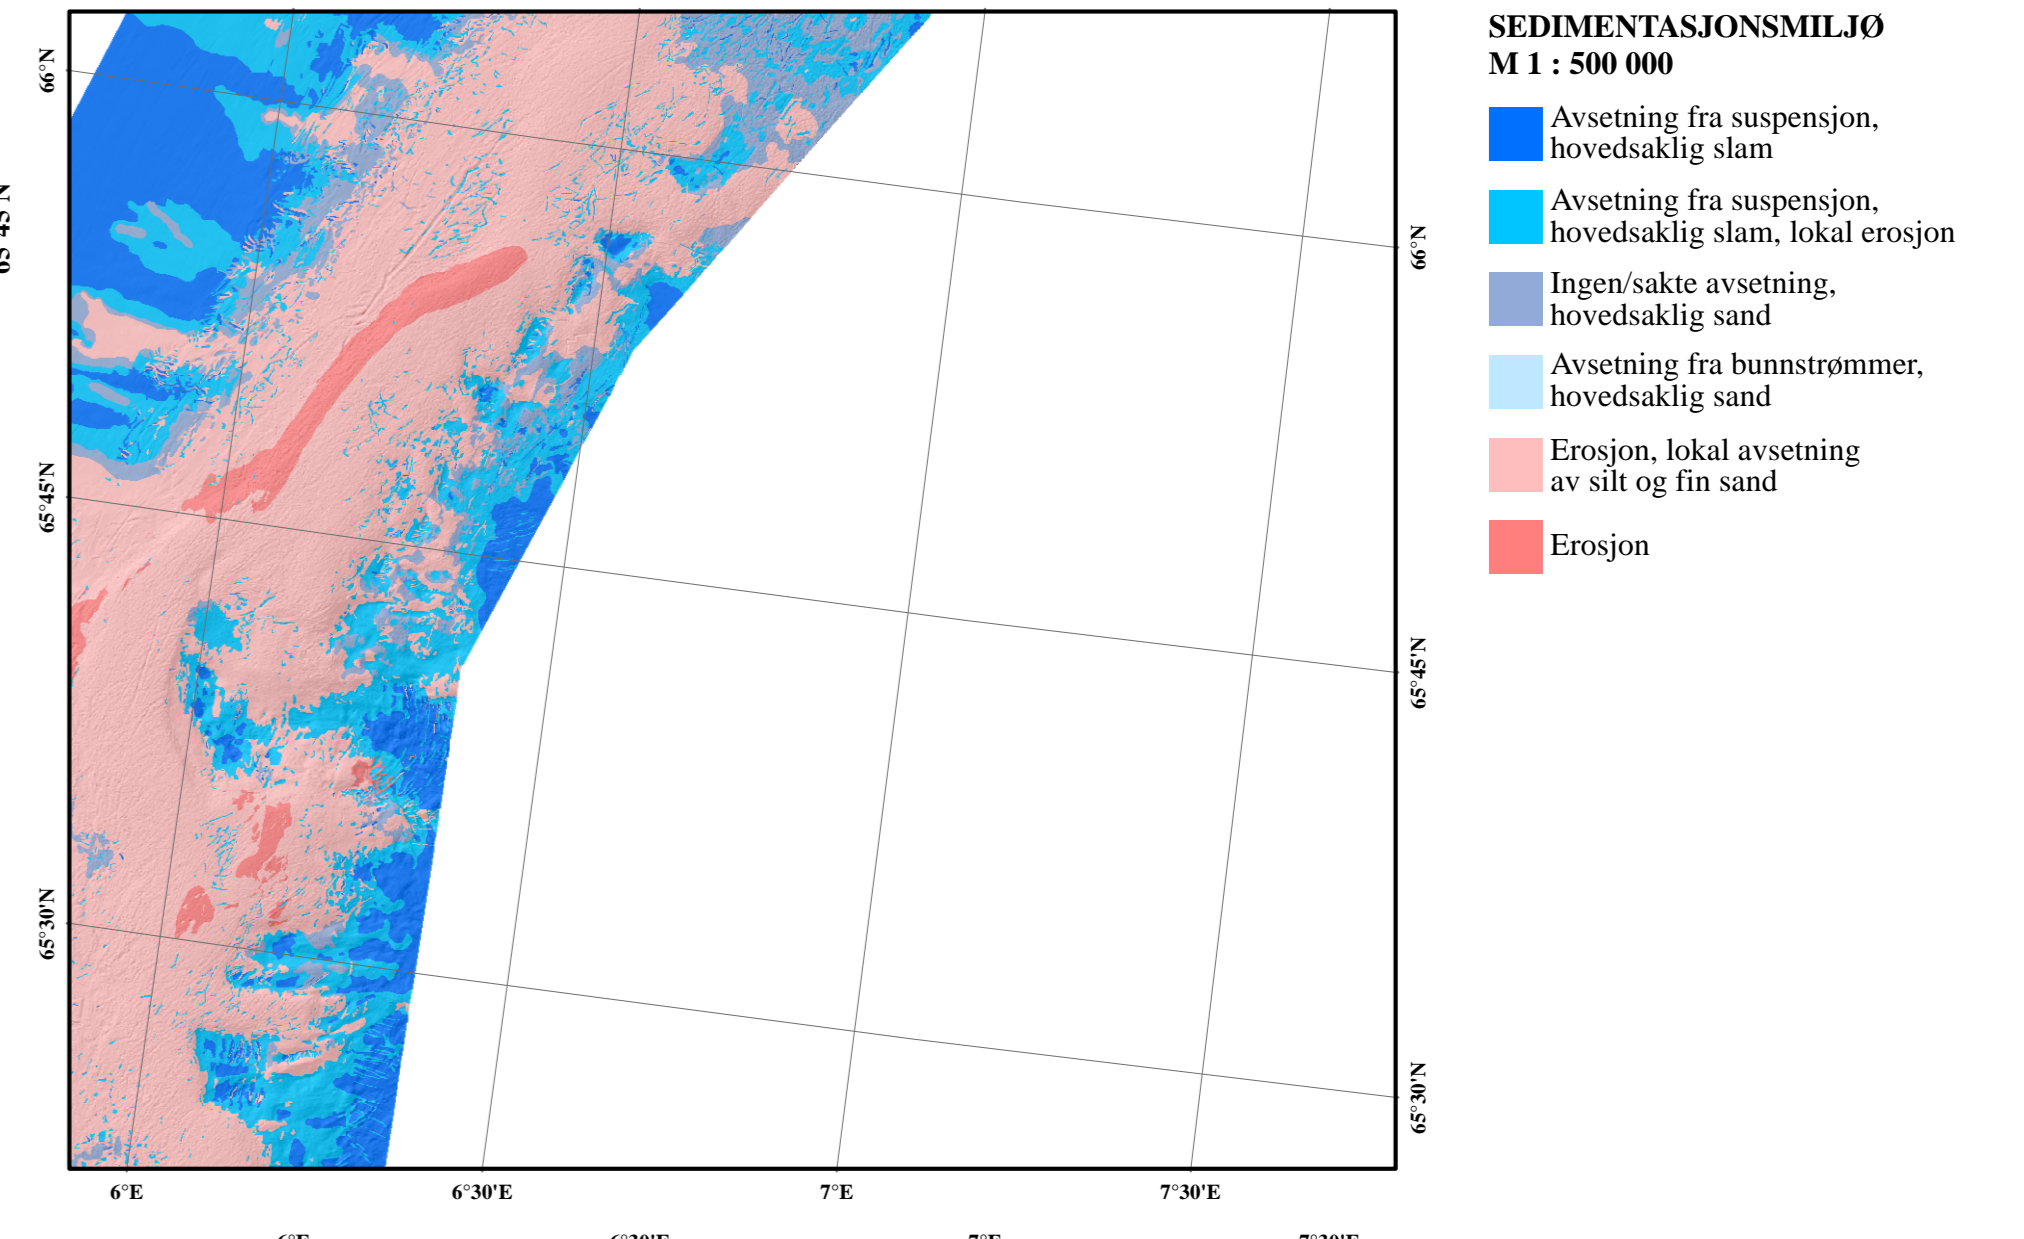 SEDIMENTASJONSMILJØ
M 1 : 500 000
Avsetning fra suspensjon,
hovedsaklig slam
Avsetning fra suspensjon,
hovedsaklig slam, lokal erosjon
Ingen/sakte avsetning,
hovedsaklig sand
Avsetning fra bunnstrømmer,
hovedsaklig sand
Erosjon, lokal avsetning
av silt og fin sand
Erosjon
66°N
65°45'N
65°30'N
66°N
65°45'N
65°30'N
6°E
6°30'E
7°E
7°30'E